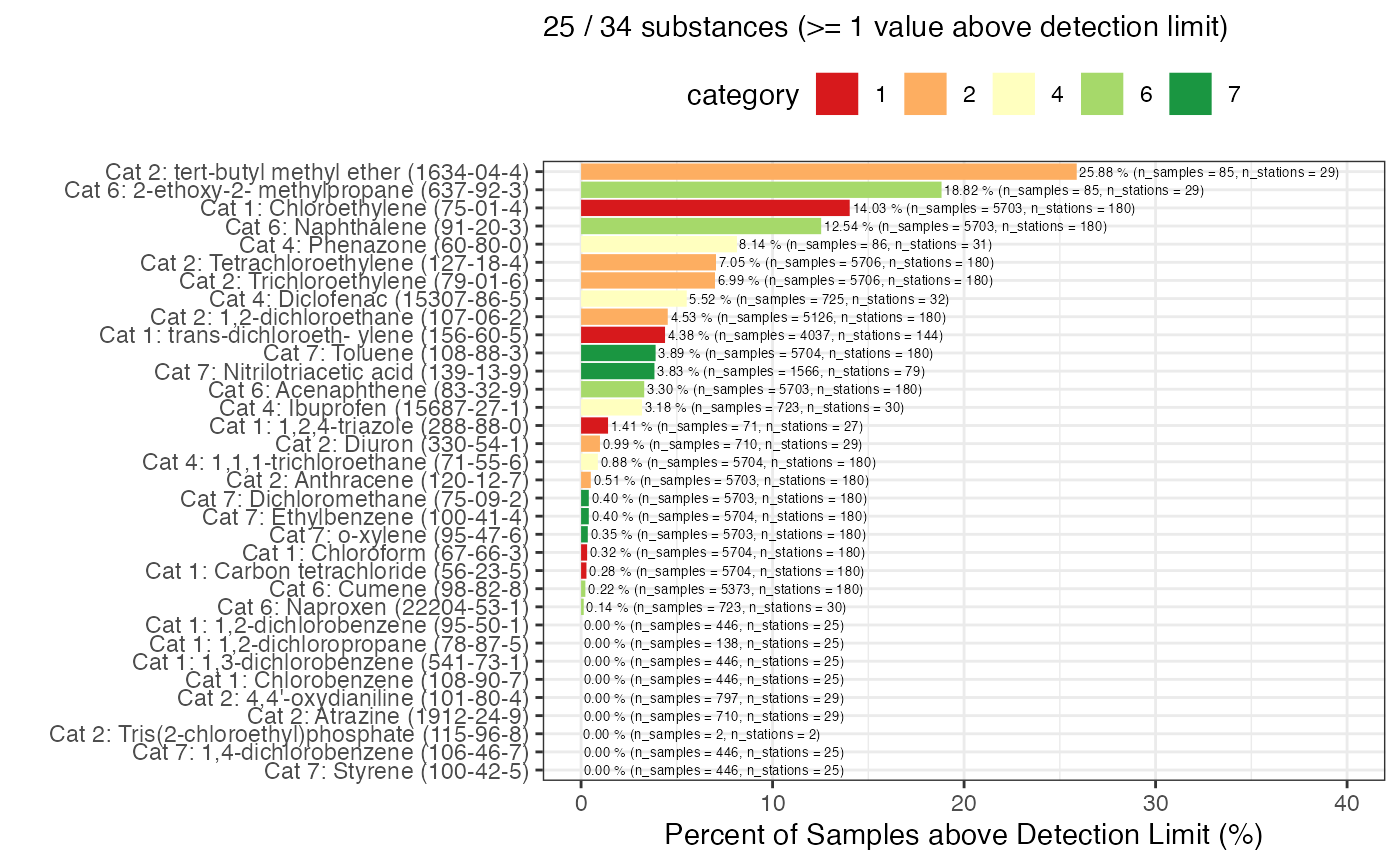 25 / 34 substances (>= 1 value above detection limit)
category 1 2 4 6 7
Cat 2: tert-butyl methyl ether (1634-04-4) 25.88 % (n_samples = 85, n_stations = 29)
Cat 6: 2-ethoxy-2- methylpropane (637-92-3) 18.82 % (n_samples = 85, n_stations = 29)
Cat 1: Chloroethylene (75-01-4) 14.03 % (n_samples = 5703, n_stations = 180)
Cat 6: Naphthalene (91-20-3) 12.54 % (n_samples = 5703, n_stations = 180)
Cat 4: Phenazone (60-80-0) 8.14 % (n_samples = 86, n_stations = 31)
Cat 2: Tetrachloroethylene (127-18-4) 7.05 % (n_samples = 5706, n_stations = 180)
Cat 2: Trichloroethylene (79-01-6) 6.99 % (n_samples = 5706, n_stations = 180)
Cat 4: Diclofenac (15307-86-5) 5.52 % (n_samples = 725, n_stations = 32)
Cat 2: 1,2-dichloroethane (107-06-2) 4.53 % (n_samples = 5126, n_stations = 180)
Cat 1: trans-dichloroeth- ylene (156-60-5) 4.38 % (n_samples = 4037, n_stations = 144)
Cat 7: Toluene (108-88-3) 3.89 % (n_samples = 5704, n_stations = 180)
Cat 7: Nitrilotriacetic acid (139-13-9) 3.83 % (n_samples = 1566, n_stations = 79)
Cat 6: Acenaphthene (83-32-9) 3.30 % (n_samples = 5703, n_stations = 180)
Cat 4: Ibuprofen (15687-27-1) 3.18 % (n_samples = 723, n_stations = 30)
Cat 1: 1,2,4-triazole (288-88-0) 1.41 % (n_samples = 71, n_stations = 27)
Cat 2: Diuron (330-54-1) 0.99 % (n_samples = 710, n_stations = 29)
Cat 4: 1,1,1-trichloroethane (71-55-6) 0.88 % (n_samples = 5704, n_stations = 180)
Cat 2: Anthracene (120-12-7) 0.51 % (n_samples = 5703, n_stations = 180)
Cat 7: Dichloromethane (75-09-2) 0.40 % (n_samples = 5703, n_stations = 180)
Cat 7: Ethylbenzene (100-41-4) 0.40 % (n_samples = 5704, n_stations = 180)
Cat 7: o-xylene (95-47-6) 0.35 % (n_samples = 5703, n_stations = 180)
Cat 1: Chloroform (67-66-3) 0.32 % (n_samples = 5704, n_stations = 180)
Cat 1: Carbon tetrachloride (56-23-5) 0.28 % (n_samples = 5704, n_stations = 180)
Cat 6: Cumene (98-82-8) 0.22 % (n_samples = 5373, n_stations = 180)
Cat 6: Naproxen (22204-53-1) 0.14 % (n_samples = 723, n_stations = 30)
Cat 1: 1,2-dichlorobenzene (95-50-1) 0.00 % (n_samples = 446, n_stations = 25)
Cat 1: 1,2-dichloropropane (78-87-5) 0.00 % (n_samples = 138, n_stations = 25)
Cat 1: 1,3-dichlorobenzene (541-73-1) 0.00 % (n_samples = 446, n_stations = 25)
Cat 1: Chlorobenzene (108-90-7) 0.00 % (n_samples = 446, n_stations = 25)
Cat 2: 4,4'-oxydianiline (101-80-4) 0.00 % (n_samples = 797, n_stations = 29)
Cat 2: Atrazine (1912-24-9) 0.00 % (n_samples = 710, n_stations = 29)
Cat 2: Tris(2-chloroethyl)phosphate (115-96-8) 0.00 % (n_samples = 2, n_stations = 2)
Cat 7: 1,4-dichlorobenzene (106-46-7) 0.00 % (n_samples = 446, n_stations = 25)
Cat 7: Styrene (100-42-5) 0.00 % (n_samples = 446, n_stations = 25)
0 10 20 30 40
Percent of Samples above Detection Limit (%)